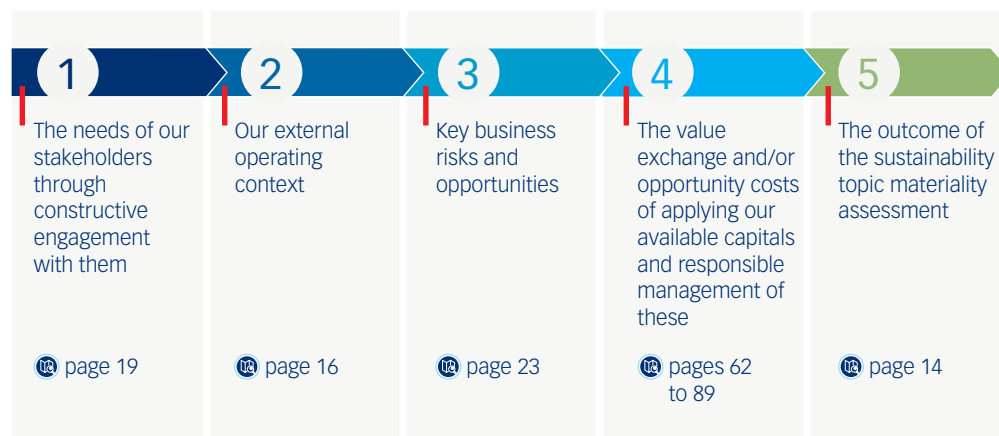 1
The needs of our
stakeholders
through
constructive
engagement
with them
page 19
2
Our external
operating
context
page 16
3
Key business
risks and
opportunities
page 23
4
The value
exchange and/or
opportunity costs
of applying our
available capitals
and responsible
management of
these
pages 62
to 89
5
The outcome of
the sustainability
topic materiality
assessment
page 14